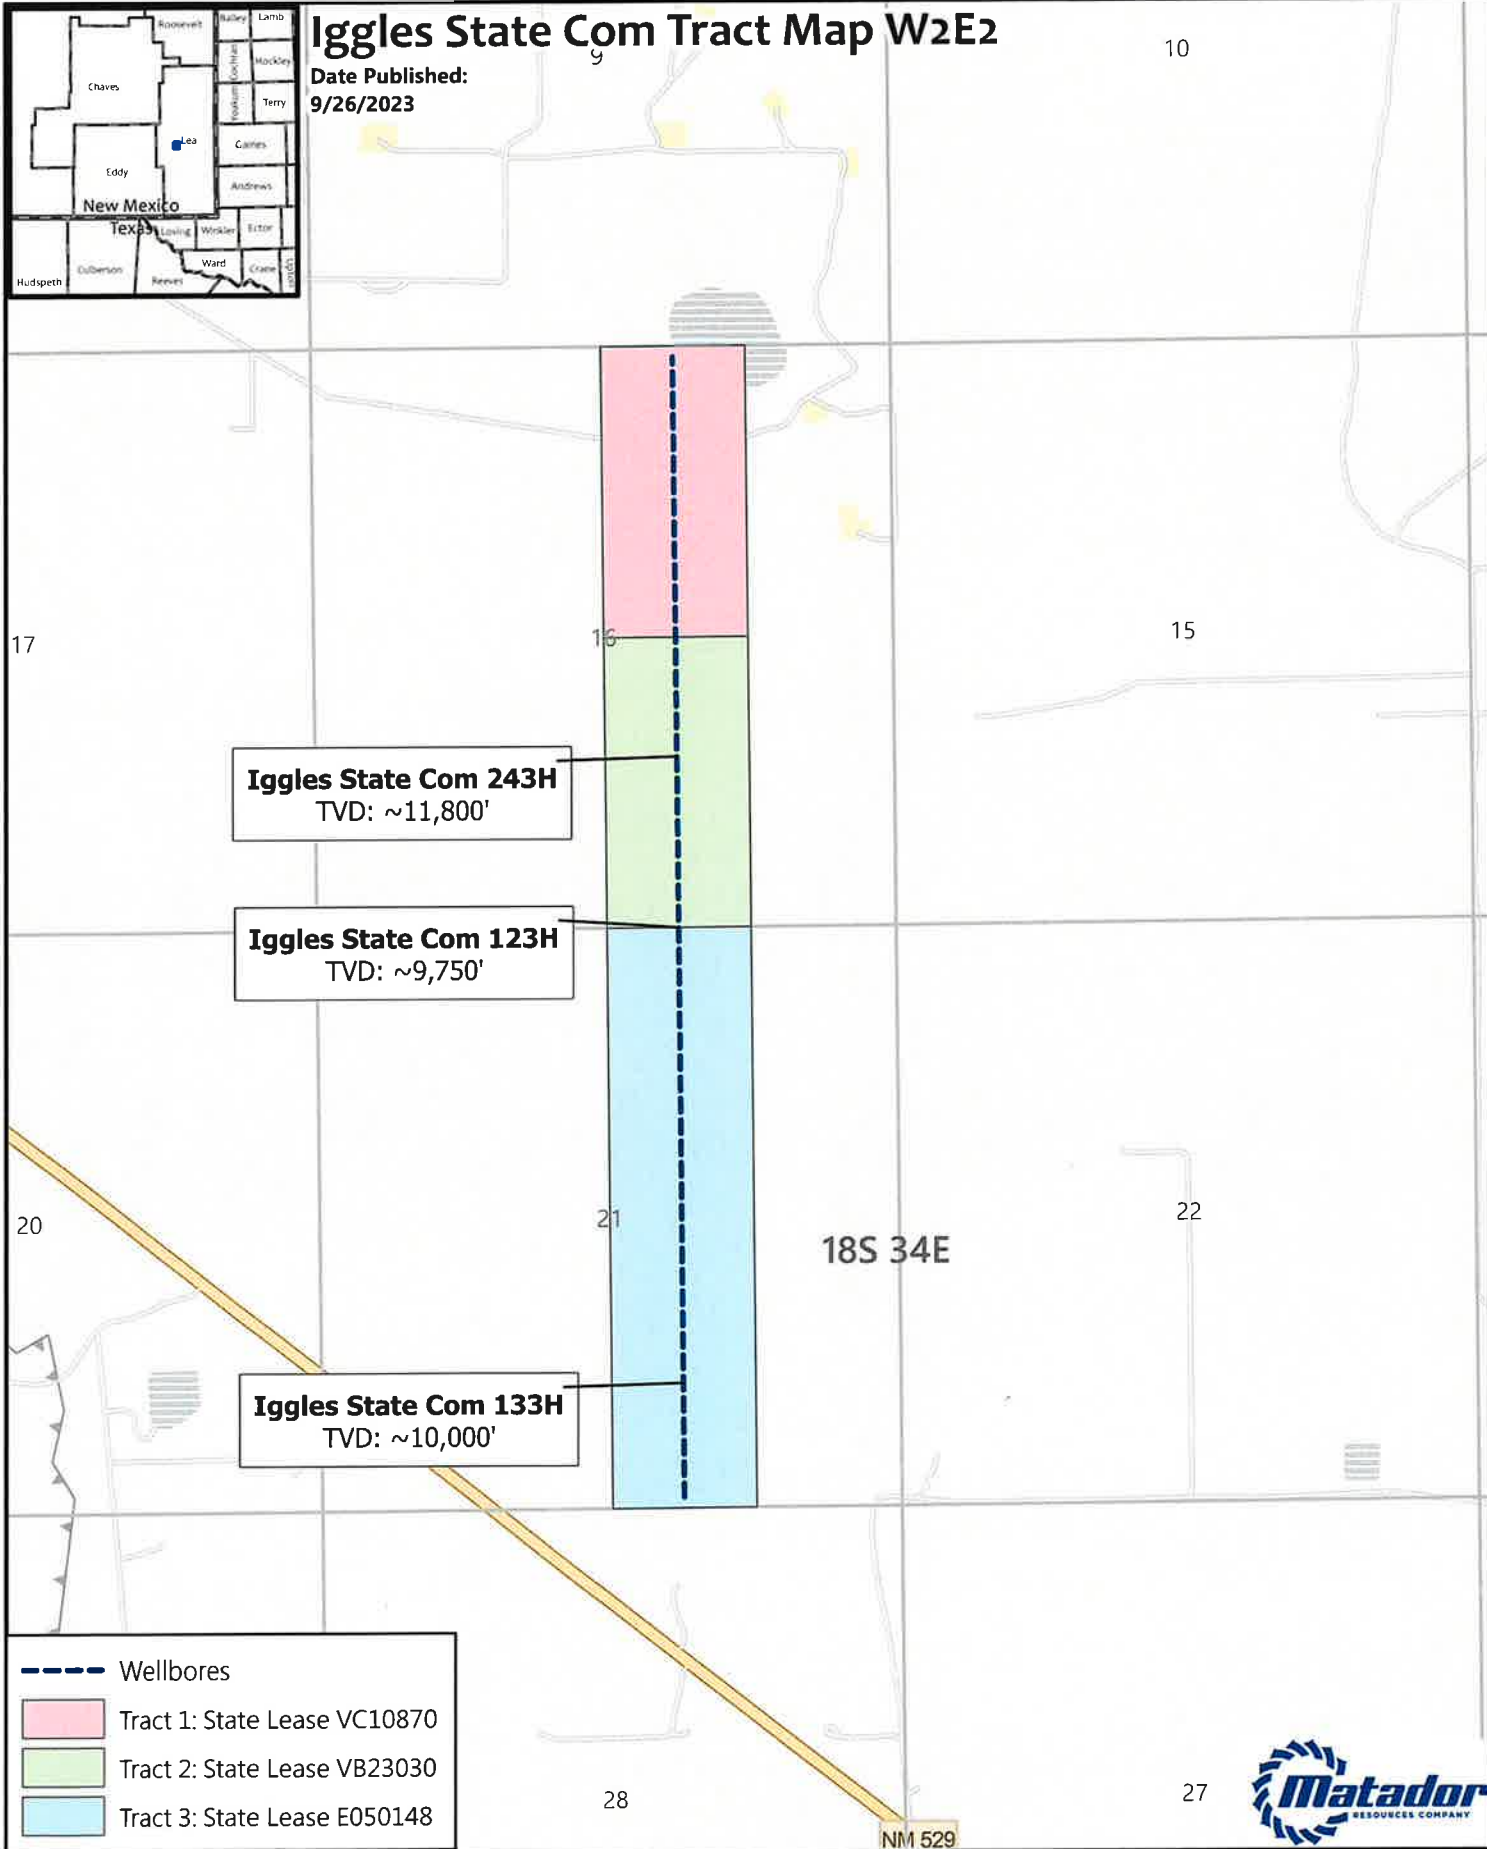 Iggles State Com Tract Map W2E2
Date Published:
9/26/2023
Roosevelt
Bailey
Lamb
Cochran
Hockley
Chaves
Yoakum
Terry
Lea
Gaines
Eddy
Andrews
New Mexico
Texas
Loving
Winkler
Ector
Hudspeth
Culberson
Reeves
Ward
Crane
Upton
9
10
17
16
15
Iggles State Com 243H
TVD: ~11,800'
Iggles State Com 123H
TVD: ~9,750'
20
21
22
18S 34E
Iggles State Com 133H
TVD: ~10,000'
Wellbores
Tract 1: State Lease VC10870
Tract 2: State Lease VB23030
Tract 3: State Lease E050148
28
27
NM 529
Matador
RESOURCES COMPANY